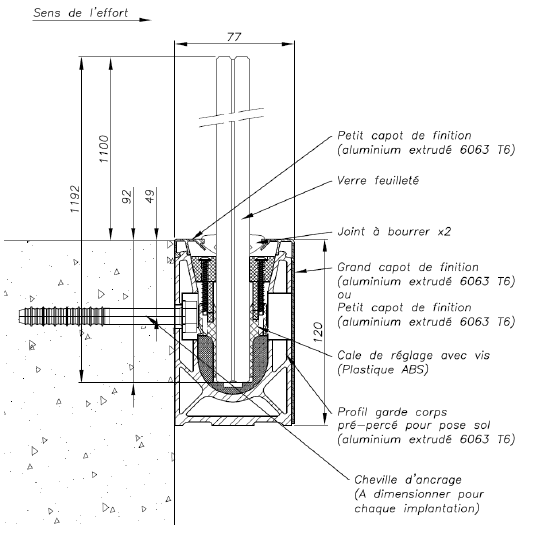 Sens de l'effort
77
1100
1192
92
49
120
Petit capot de finition
(aluminium extrudé 6063 T6)
Verre feuilleté
Joint à bourrer x2
Grand capot de finition
(aluminium extrudé 6063 T6)
ou
Petit capot de finition
(aluminium extrudé 6063 T6)
Cale de réglage avec vis
(Plastique ABS)
Profil garde corps
pré-percé pour pose sol
(aluminium extrudé 6063 T6)
Cheville d'ancrage
(A dimensionner pour
chaque implantation)